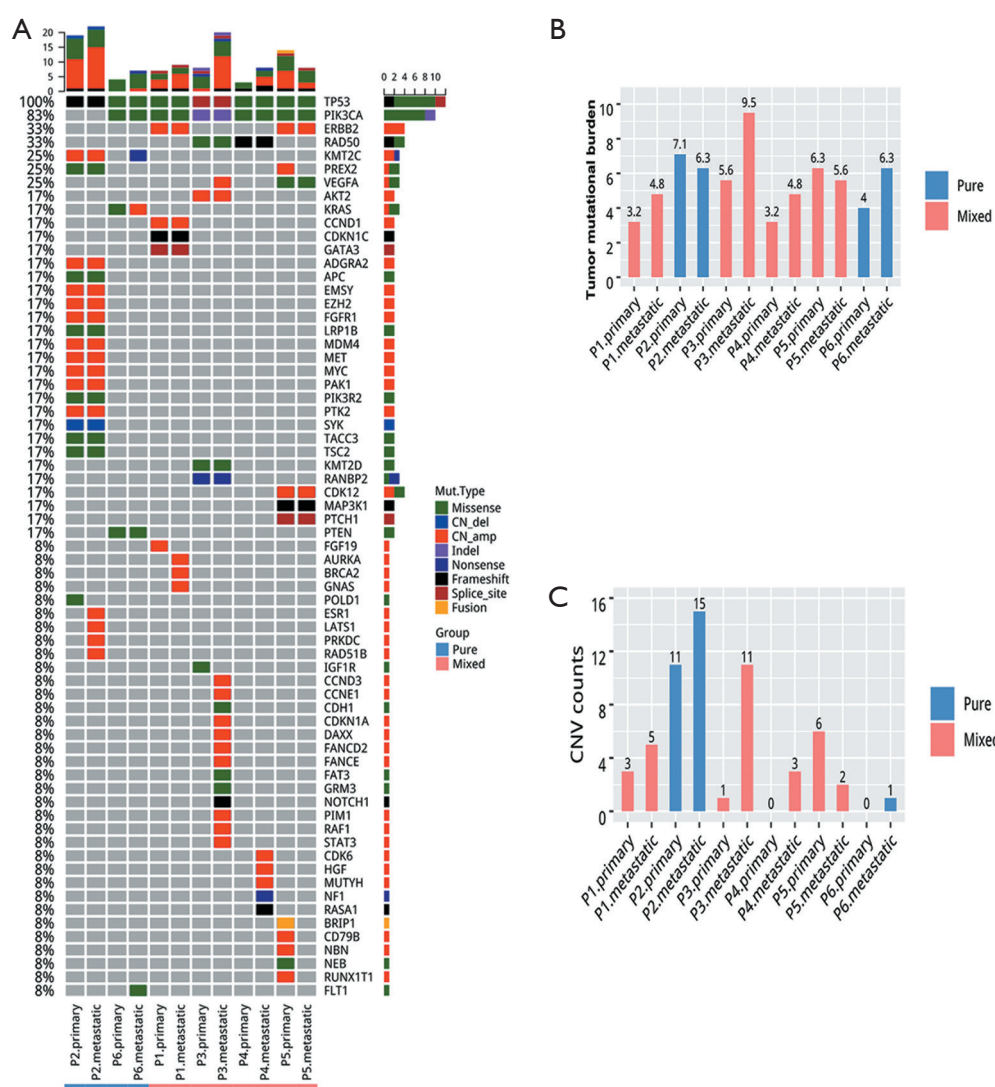 A
20
15
10
5
0
0 2 4 6 8 10
100% TP53
83% PIK3CA
33% ERBB2
33% RAD50
25% KMT2C
25% PREX2
25% VEGFA
17% AKT2
17% KRAS
17% CCND1
17% CDKN1C
17% GATA3
17% ADGRA2
17% APC
17% EMSY
17% EZH2
17% FGFR1
17% LRP1B
17% MDM4
17% MET
17% MYC
17% PAK1
17% PIK3R2
17% PTK2
17% SYK
17% TACC3
17% TSC2
17% KMT2D
17% RANBP2
17% CDK12
17% MAP3K1
17% PTCH1
17% PTEN
8% FGF19
8% AURKA
8% BRCA2
8% GNAS
8% POLD1
8% ESR1
8% LATS1
8% PRKDC
8% RAD51B
8% IGF1R
8% CCND3
8% CCNE1
8% CDH1
8% CDKN1A
8% DAXX
8% FANCD2
8% FANCE
8% FAT3
8% GRM3
8% NOTCH1
8% PIM1
8% RAF1
8% STAT3
8% CDK6
8% HGF
8% MUTYH
8% NF1
8% RASA1
8% BRIP1
8% CD79B
8% NBN
8% NEB
8% RUNX1T1
8% FLT1
P2.primary
P2.metastatic
P6.primary
P6.metastatic
P1.primary
P1.metastatic
P3.primary
P3.metastatic
P4.primary
P4.metastatic
P5.primary
P5.metastatic
Mut.Type
Missense
CN_del
CN_amp
Indel
Nonsense
Frameshift
Splice_site
Fusion
Group
Pure
Mixed
B
Tumor mutational burden
10
8
6
4
2
0
3.2
4.8
7.1
6.3
5.6
9.5
3.2
4.8
6.3
5.6
4
6.3
P1.primary
P1.metastatic
P2.primary
P2.metastatic
P3.primary
P3.metastatic
P4.primary
P4.metastatic
P5.primary
P5.metastatic
P6.primary
P6.metastatic
Pure
Mixed
C
CNV counts
16
12
8
4
0
3
5
11
15
1
11
0
3
6
2
0
1
P1.primary
P1.metastatic
P2.primary
P2.metastatic
P3.primary
P3.metastatic
P4.primary
P4.metastatic
P5.primary
P5.metastatic
P6.primary
P6.metastatic
Pure
Mixed